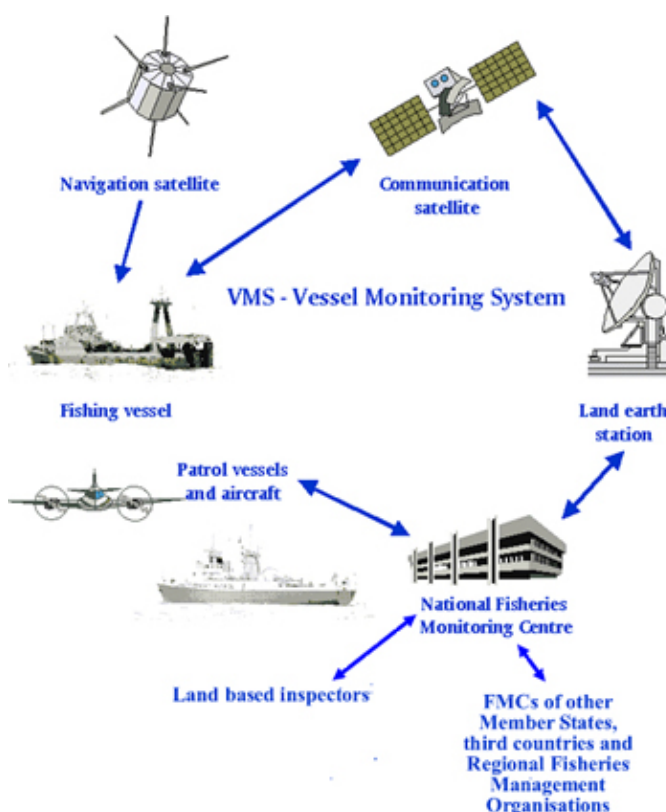 Navigation satellite
Communication
satellite
VMS - Vessel Monitoring System
Fishing vessel
Land earth
station
Patrol vessels
and aircraft
National Fisheries
Monitoring Centre
Land based inspectors
FMCs of other
Member States,
third countries and
Regional Fisheries
Management
Organisations